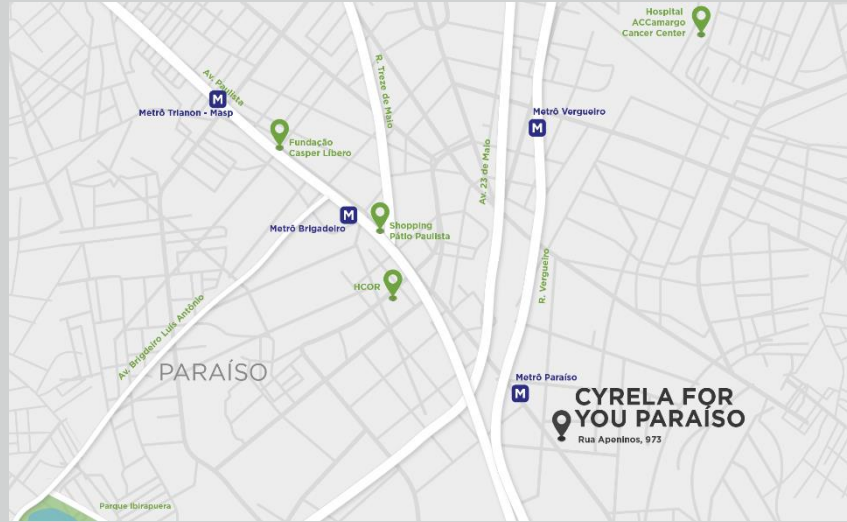 Hospital
ACCamargo
Cancer Center
Av. Paulista
M
Metrô Trianon - Masp
R. Treze de Maio
Metrô Vergueiro
M
Fundação
Casper Líbero
Av. 23 de Maio
M
Metrô Brigadeiro
Shopping
Pátio Paulista
HCOR
R. Vergueiro
Av. Brigdeiro Luís Antônio
PARAÍSO
Metrô Paraíso
M
CYRELA FOR
YOU PARAÍSO
Rua Apeninos, 973
Parque Ibirapuera